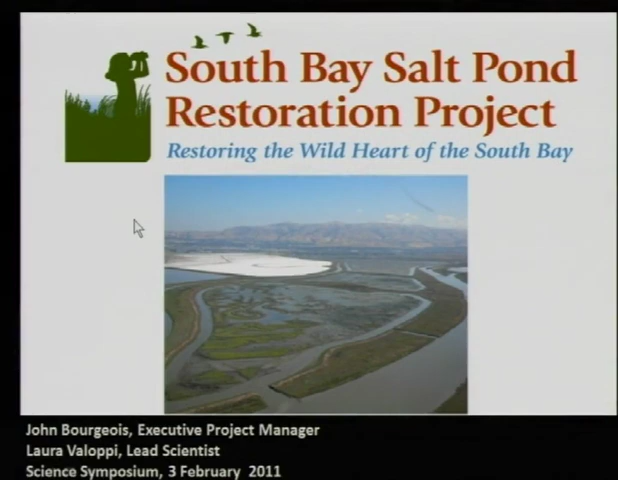 South Bay Salt Pond
Restoration Project
Restoring the Wild Heart of the South Bay
John Bourgeois, Executive Project Manager
Laura Valoppi, Lead Scientist
Science Symposium, 3 February 2011